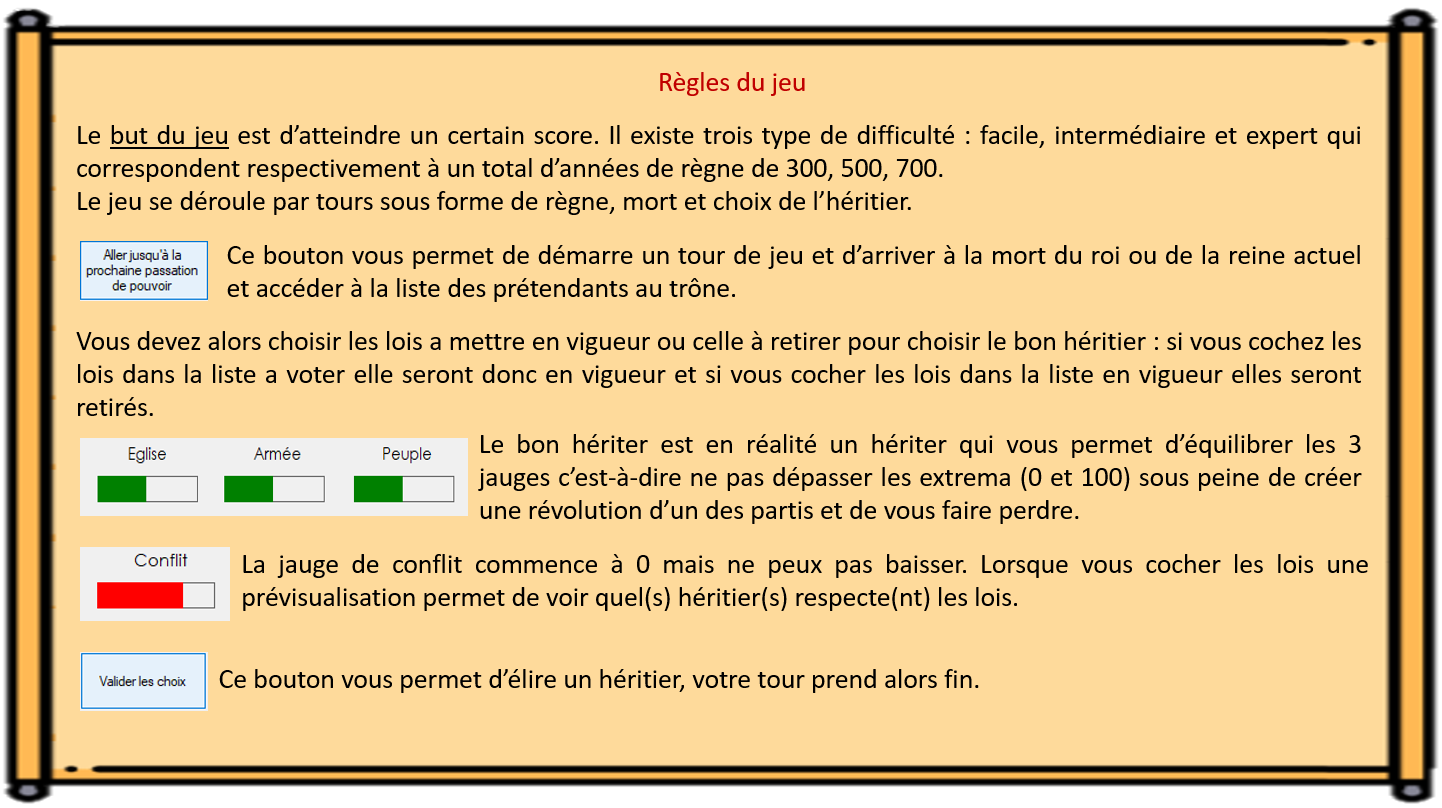 Règles du jeu
Le but du jeu est d’atteindre un certain score. Il existe trois type de difficulté : facile, intermédiaire et expert qui
correspondent respectivement à un total d’années de règne de 300, 500, 700.
Le jeu se déroule par tours sous forme de règne, mort et choix de l’héritier.
Aller jusqu'à la
prochaine passation
de pouvoir
Ce bouton vous permet de démarre un tour de jeu et d’arriver à la mort du roi ou de la reine actuel
et accéder à la liste des prétendants au trône.
Vous devez alors choisir les lois a mettre en vigueur ou celle à retirer pour choisir le bon héritier : si vous cochez les
lois dans la liste a voter elle seront donc en vigueur et si vous cocher les lois dans la liste en vigueur elles seront
retirés.
Eglise Armée Peuple
Le bon hériter est en réalité un hériter qui vous permet d’équilibrer les 3
jauges c’est-à-dire ne pas dépasser les extrema (0 et 100) sous peine de créer
une révolution d’un des partis et de vous faire perdre.
Conflit
La jauge de conflit commence à 0 mais ne peux pas baisser. Lorsque vous cocher les lois une
prévisualisation permet de voir quel(s) héritier(s) respecte(nt) les lois.
Valider les choix
Ce bouton vous permet d’élire un héritier, votre tour prend alors fin.